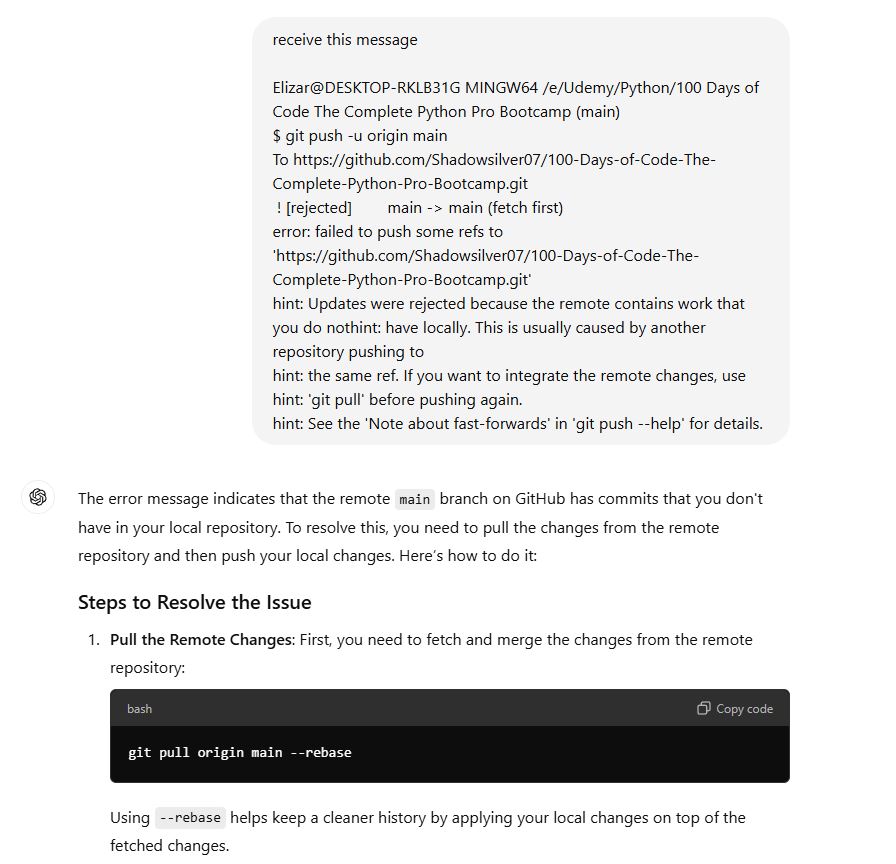 receive this message
Elizar@DESKTOP-RKLB31G MINGW64 /e/Udemy/Python/100 Days of
Code The Complete Python Pro Bootcamp (main)
$ git push -u origin main
To https://github.com/Shadowsilver07/100-Days-of-Code-The-
Complete-Python-Pro-Bootcamp.git
! [rejected]        main -> main (fetch first)
error: failed to push some refs to
'https://github.com/Shadowsilver07/100-Days-of-Code-The-
Complete-Python-Pro-Bootcamp.git'
hint: Updates were rejected because the remote contains work that
you do nothint: have locally. This is usually caused by another
repository pushing to
hint: the same ref. If you want to integrate the remote changes, use
hint: 'git pull' before pushing again.
hint: See the 'Note about fast-forwards' in 'git push --help' for details.
The error message indicates that the remote main branch on GitHub has commits that you don't
have in your local repository. To resolve this, you need to pull the changes from the remote
repository and then push your local changes. Here's how to do it:
Steps to Resolve the Issue
1. Pull the Remote Changes: First, you need to fetch and merge the changes from the remote
repository:
bash
Copy code
git pull origin main --rebase
Using --rebase helps keep a cleaner history by applying your local changes on top of the
fetched changes.